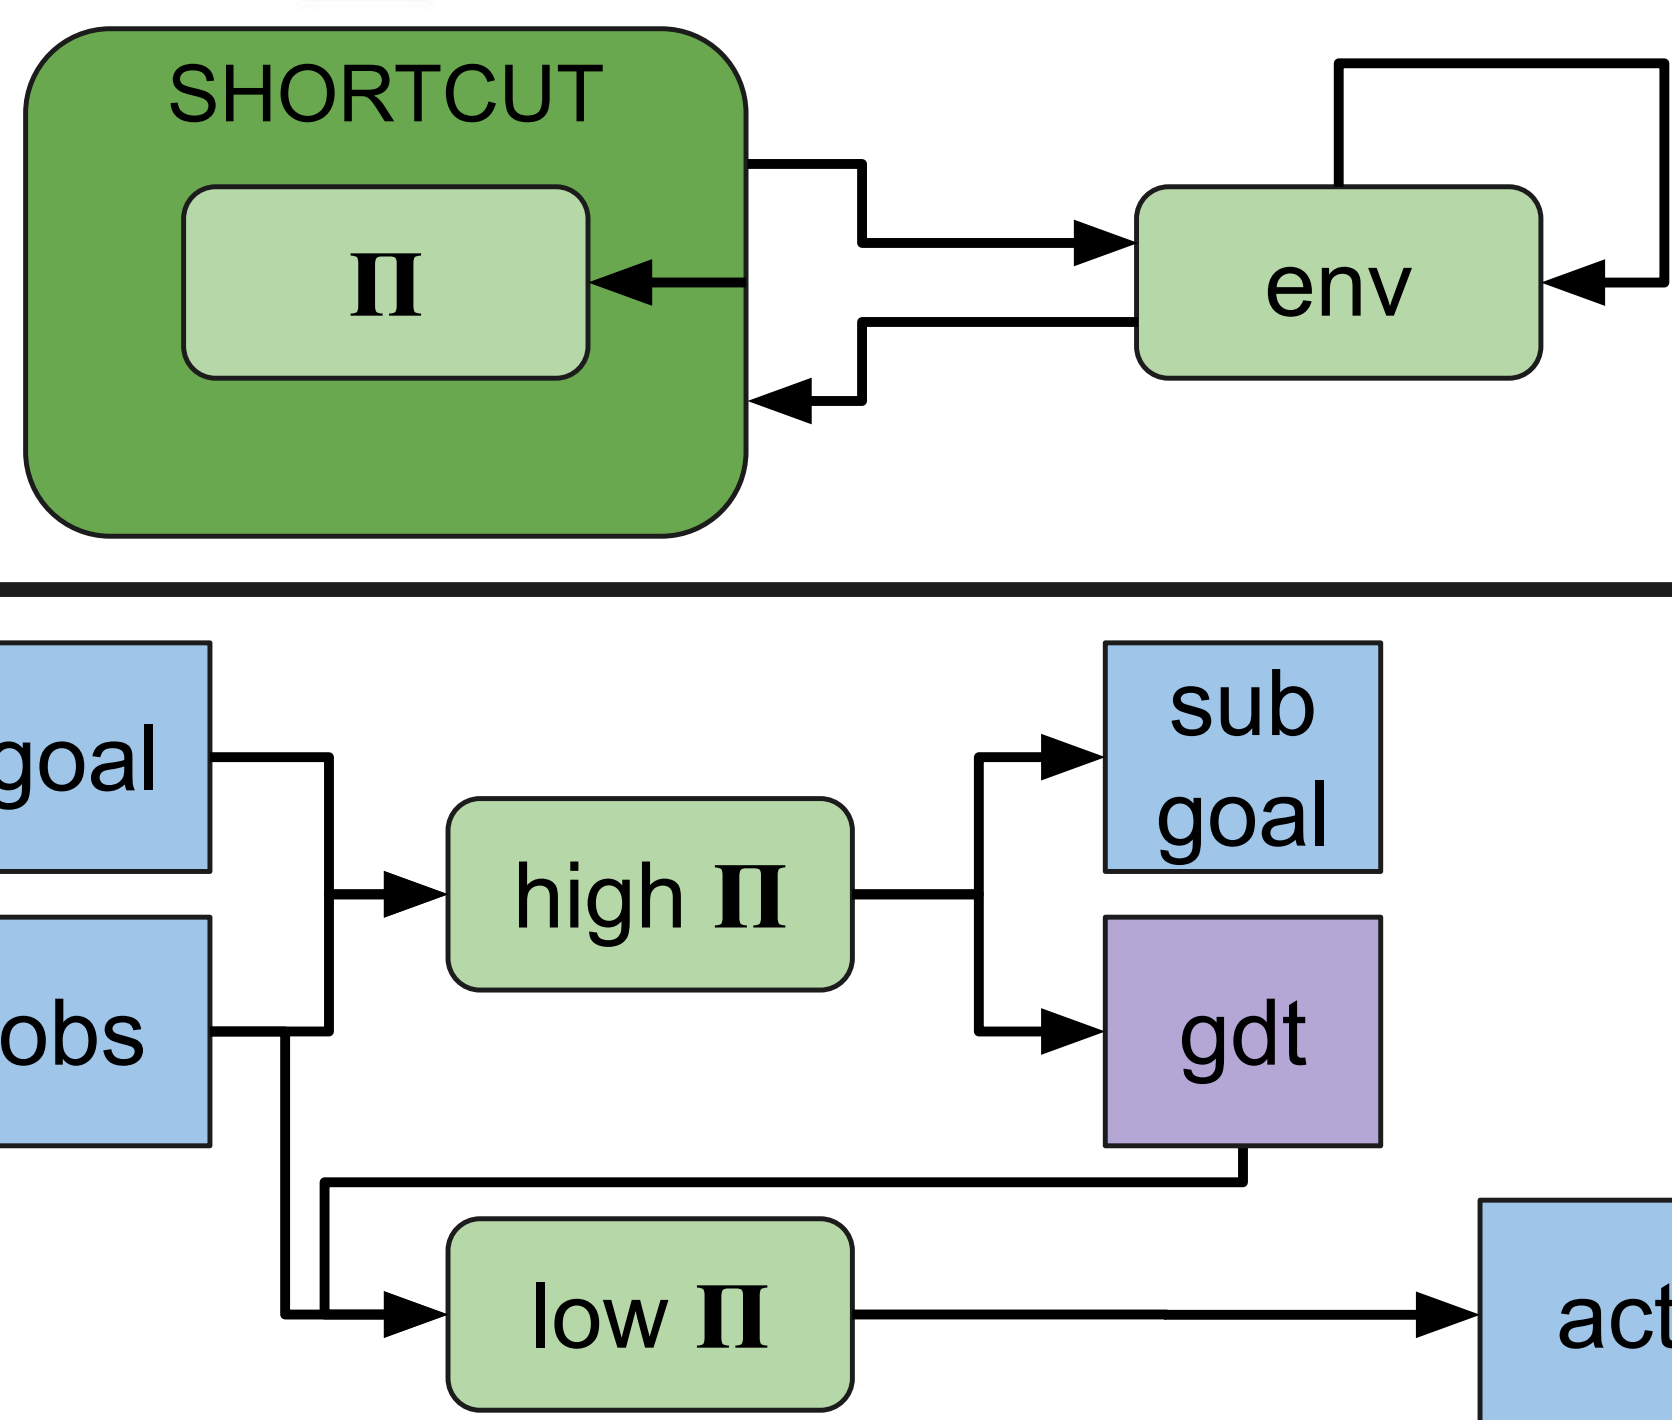 SHORTCUT
Π
env
goal
sub
goal
high Π
obs
gdt
low Π
act